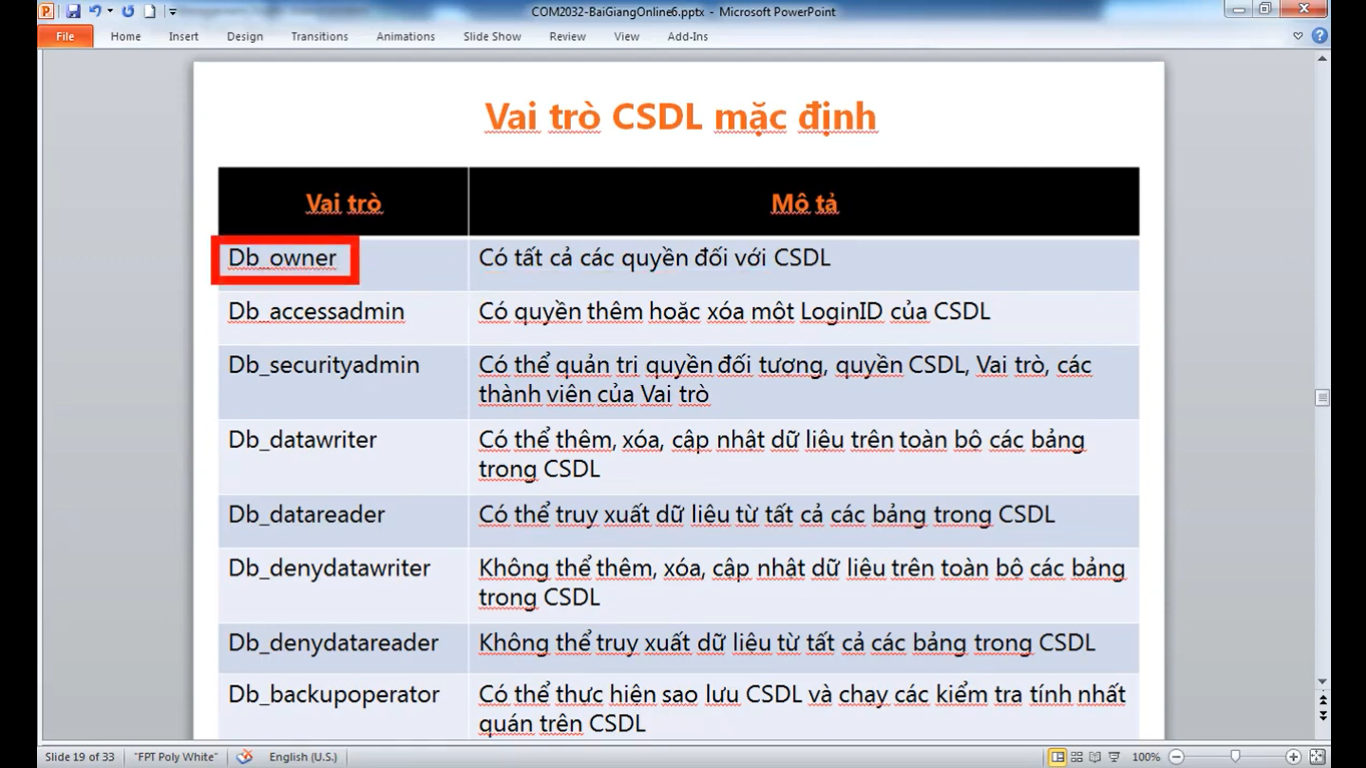 COM2032-BaiGiangOnline6.pptx - Microsoft PowerPoint
File Home Insert Design Transitions Animations Slide Show Review View Add-Ins
Vai trò CSDL mặc định
Vai trò
Mô tả
Db_owner
Có tất cả các quyền đối với CSDL
Db_accessadmin
Có quyền thêm hoặc xóa một LoginID của CSDL
Db_securityadmin
Có thể quản trị quyền đối tượng, quyền CSDL, Vai trò, các
thành viên của Vai trò
Db_datawriter
Có thể thêm, xóa, cập nhật dữ liệu trên toàn bộ các bảng
trong CSDL
Db_datareader
Có thể truy xuất dữ liệu từ tất cả các bảng trong CSDL
Db_denydatawriter
Không thể thêm, xóa, cập nhật dữ liệu trên toàn bộ các bảng
trong CSDL
Db_denydatareader
Không thể truy xuất dữ liệu từ tất cả các bảng trong CSDL
Db_backupoperator
Có thể thực hiện sao lưu CSDL và chạy các kiểm tra tính nhất
quán trên CSDL
Slide 19 of 33 "FPT Poly White" English (U.S.) 100%